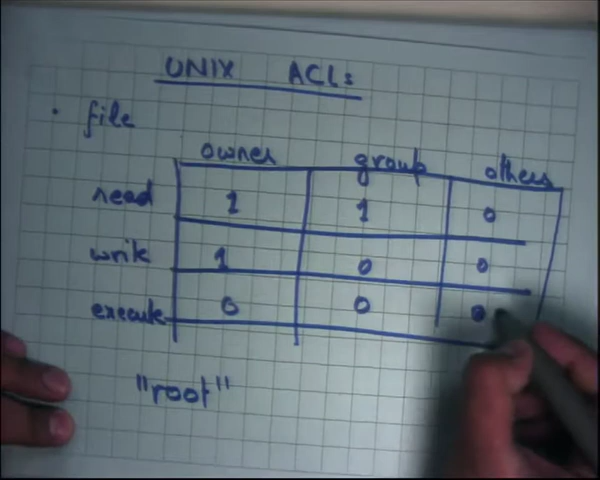 UNIX ACLs
· file
owner group others
read 1 1 0
write 1 0 0
execute 0 0 0
"root"